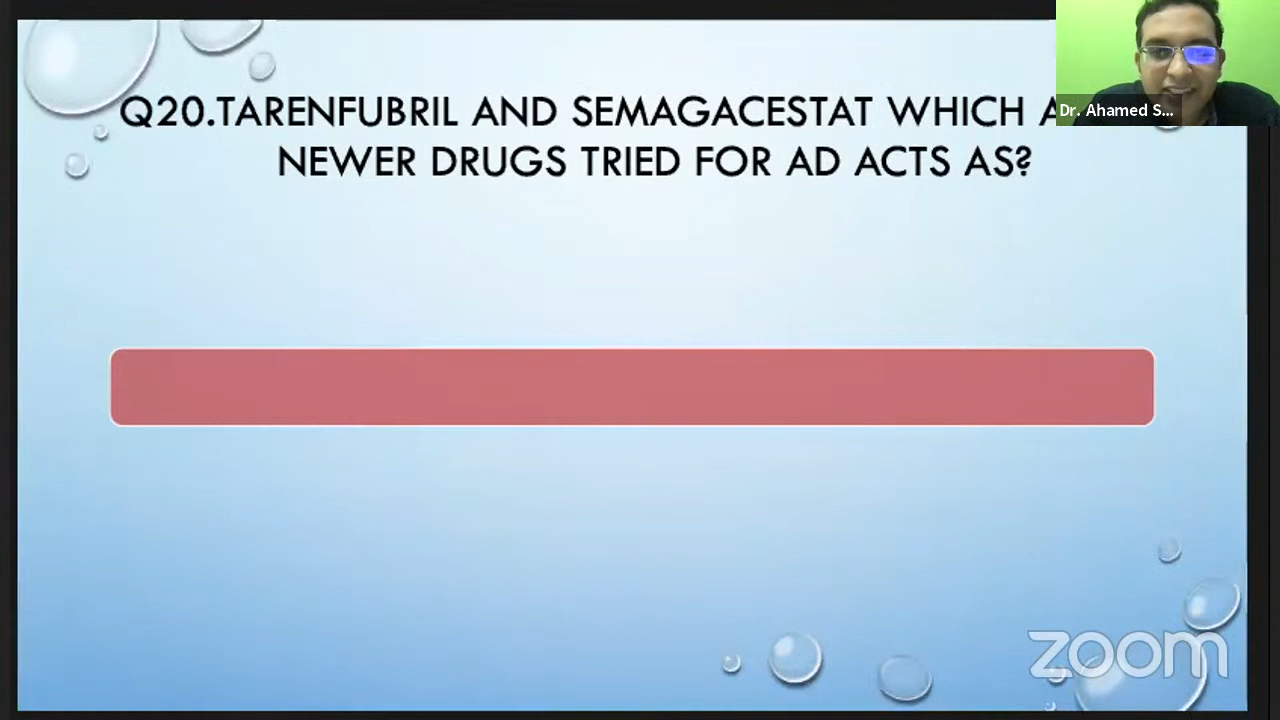 Q20.TARENFUBRIL AND SEMAGACESTAT WHICH
NEWER DRUGS TRIED FOR AD ACTS AS?
Dr. Ahamed S...
zoom